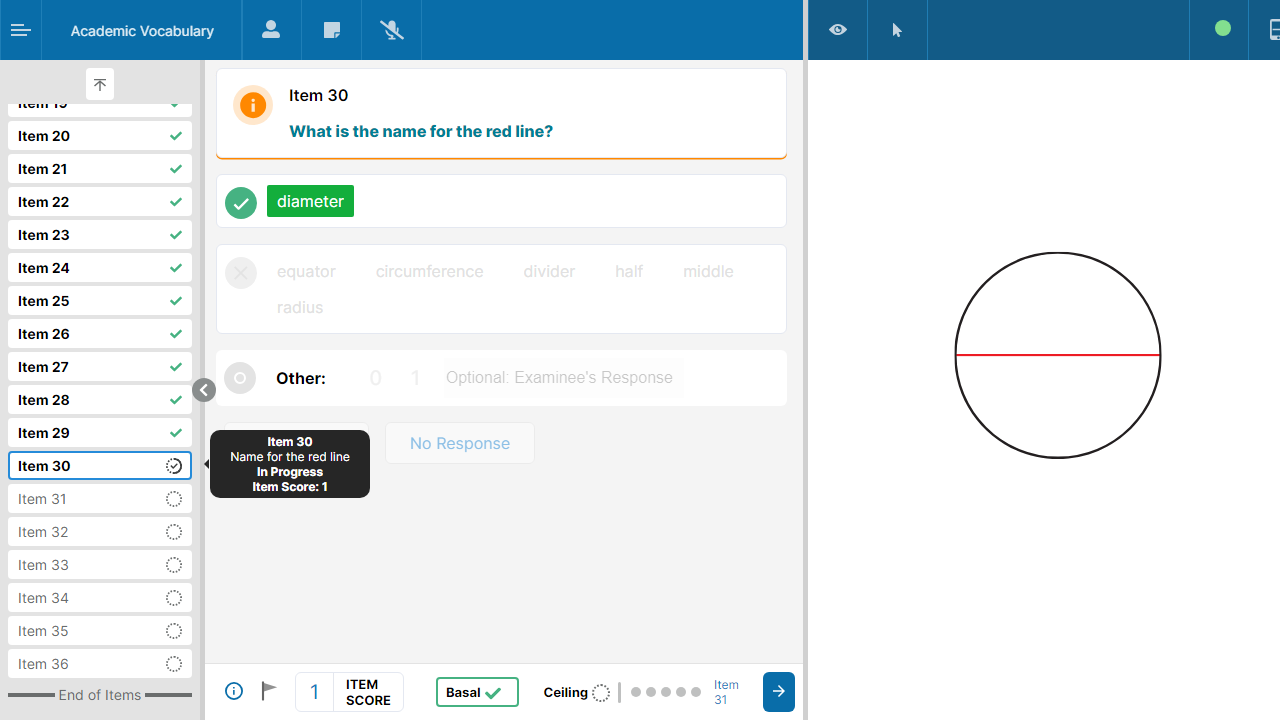 Academic Vocabulary
Item 20
Item 21
Item 22
Item 23
Item 24
Item 25
Item 26
Item 27
Item 28
Item 29
Item 30
Item 31
Item 32
Item 33
Item 34
Item 35
Item 36
End of Items
Item 30
What is the name for the red line?
diameter
equator circumference divider half middle
radius
Other: 0 1 Optional: Examinee's Response
No Response
Item 30
Name for the red line
In Progress
Item Score: 1
1 ITEM SCORE
Basal
Ceiling
Item 31